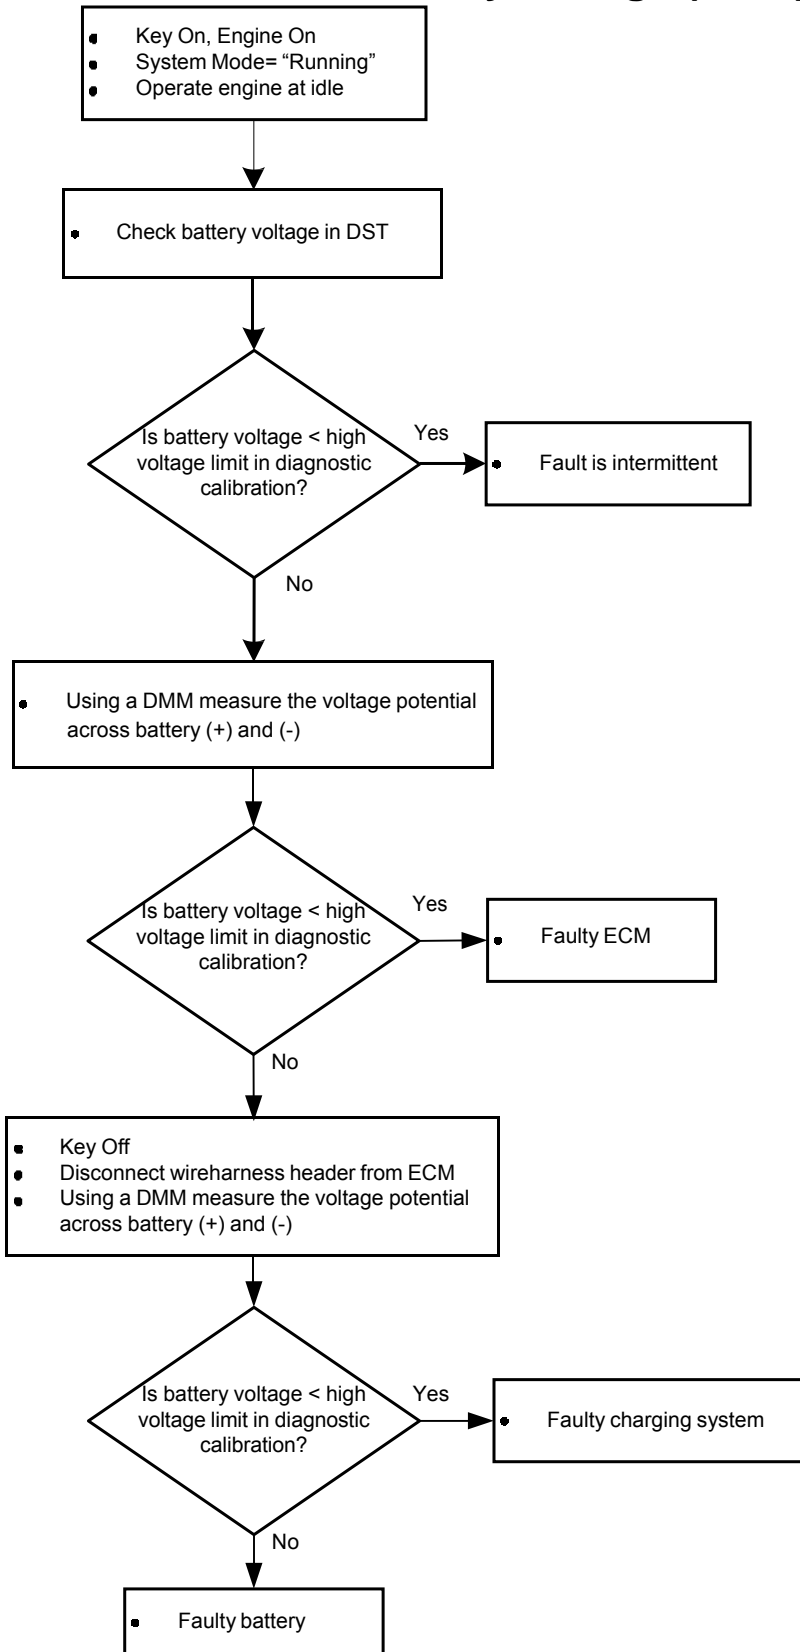 Key On, Engine On
System Mode= “Running”
Operate engine at idle
Check battery voltage in DST
Is battery voltage < high
voltage limit in diagnostic
calibration?
Yes
Fault is intermittent
No
Using a DMM measure the voltage potential
across battery (+) and (-)
Is battery voltage < high
voltage limit in diagnostic
calibration?
Yes
Faulty ECM
No
Key Off
Disconnect wireharness header from ECM
Using a DMM measure the voltage potential
across battery (+) and (-)
Is battery voltage < high
voltage limit in diagnostic
calibration?
Yes
Faulty charging system
No
Faulty battery